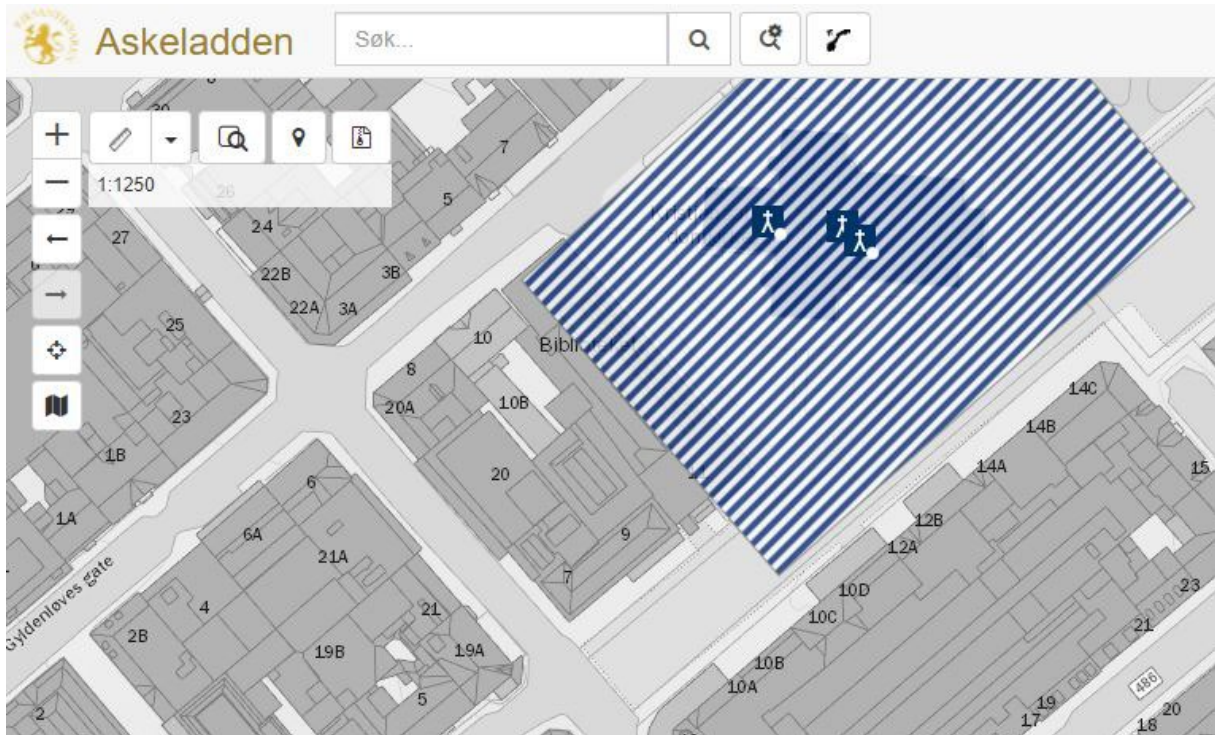 Askeladden
Søk...
1:1250
30
7
26
5
24
27
3B
22B
22A
3A
25
10
Biblioteket
8
20A
10B
14C
23
14B
1B
20
14A
15
6
1A
12B
6A
9
12A
21A
7
Gyldenløves gate
4
10D
23
21
10C
21
2B
19B
19A
10B
486
10A
5
19
20
2
17
18